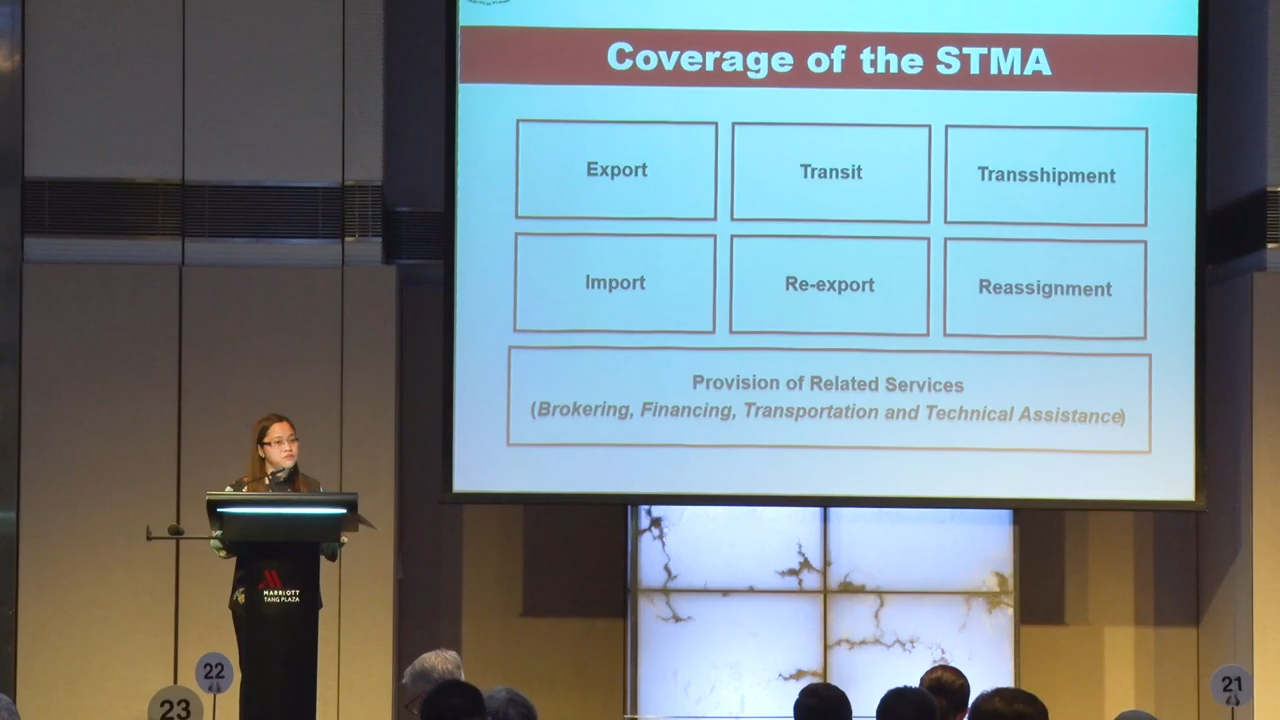 Coverage of the STMA
Export
Transit
Transshipment
Import
Re-export
Reassignment
Provision of Related Services
(Brokering, Financing, Transportation and Technical Assistance)
MARRIOTT
TANG PLAZA
22
23
21